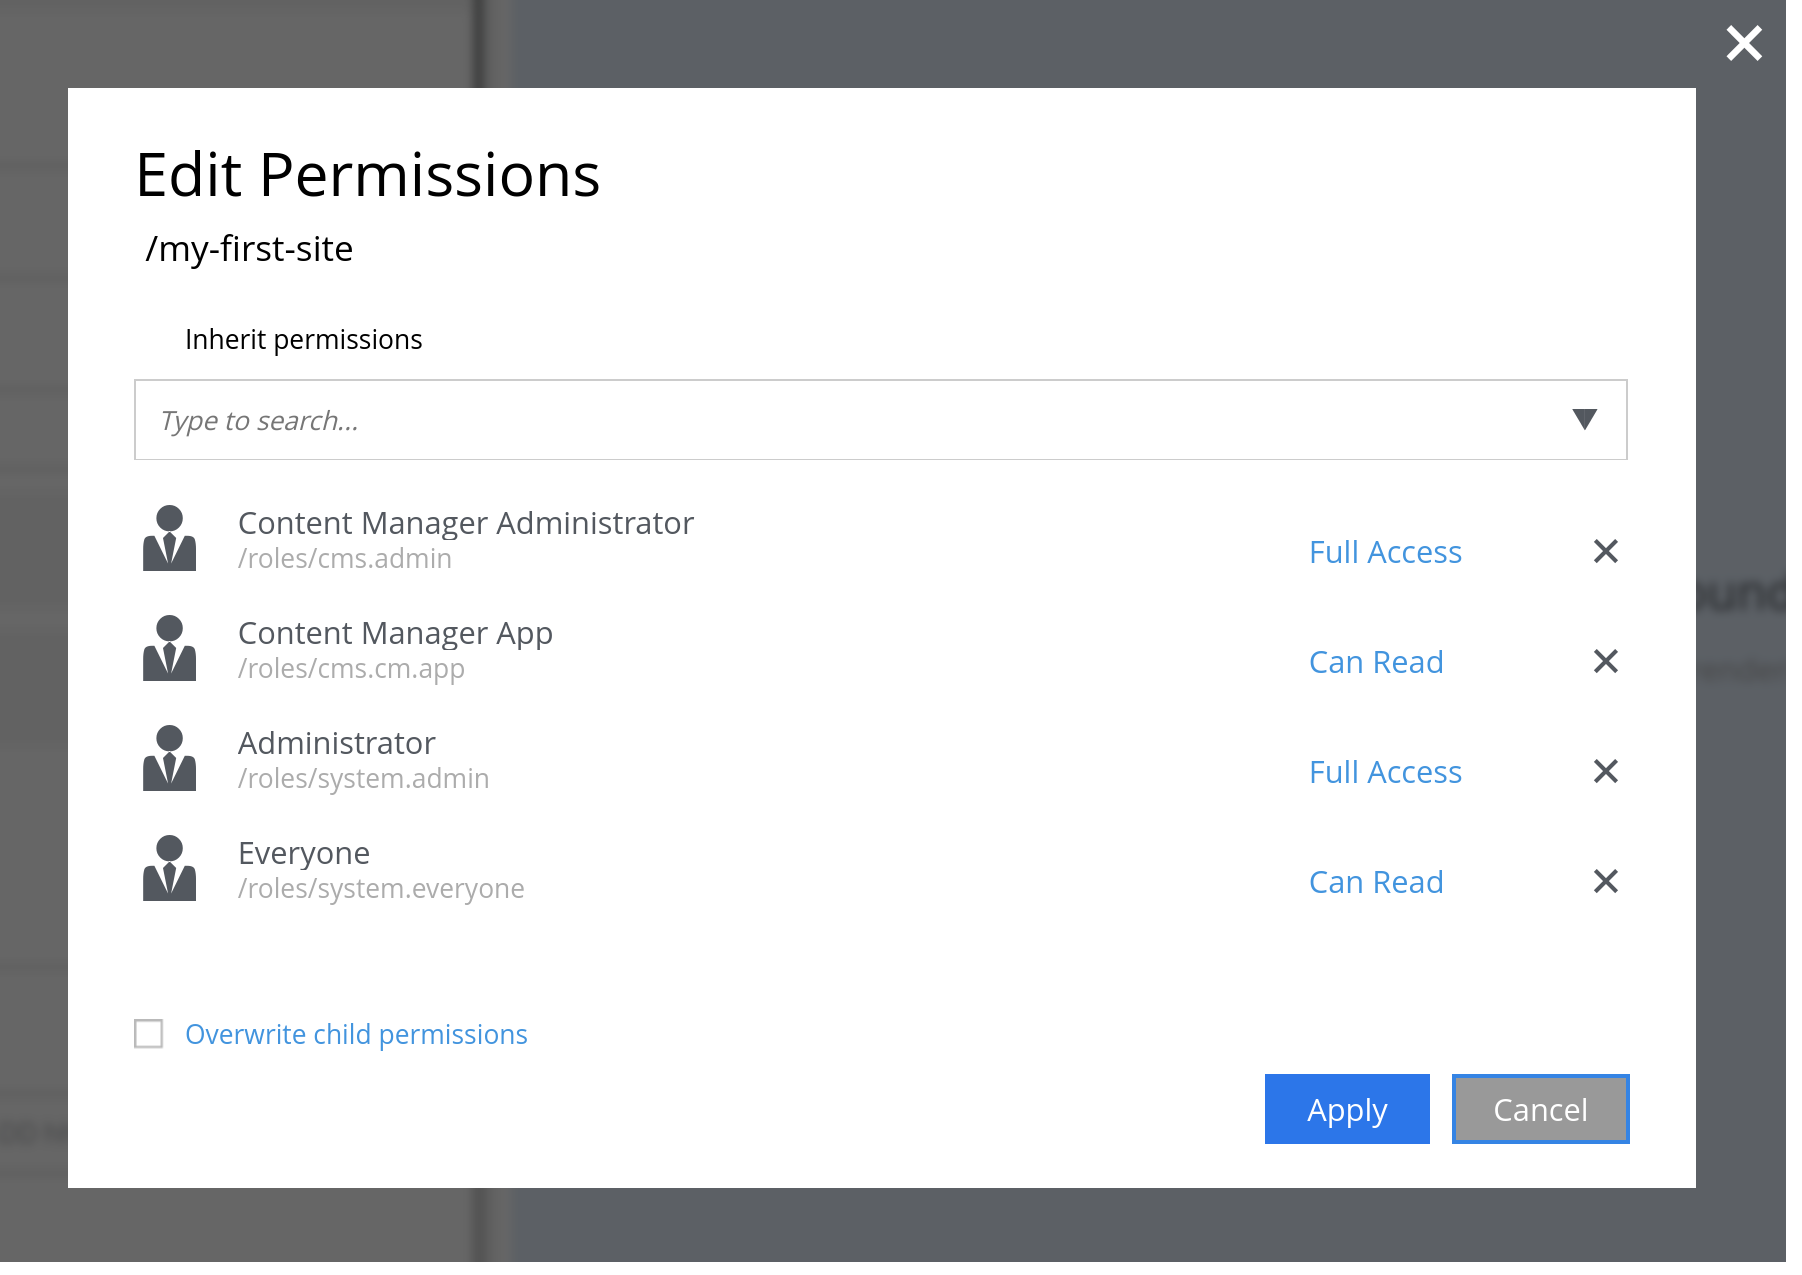 Edit Permissions
/my-first-site
Inherit permissions
Type to search...
Content Manager Administrator
/roles/cms.admin
Full Access
Content Manager App
/roles/cms.cm.app
Can Read
Administrator
/roles/system.admin
Full Access
Everyone
/roles/system.everyone
Can Read
Overwrite child permissions
Apply
Cancel